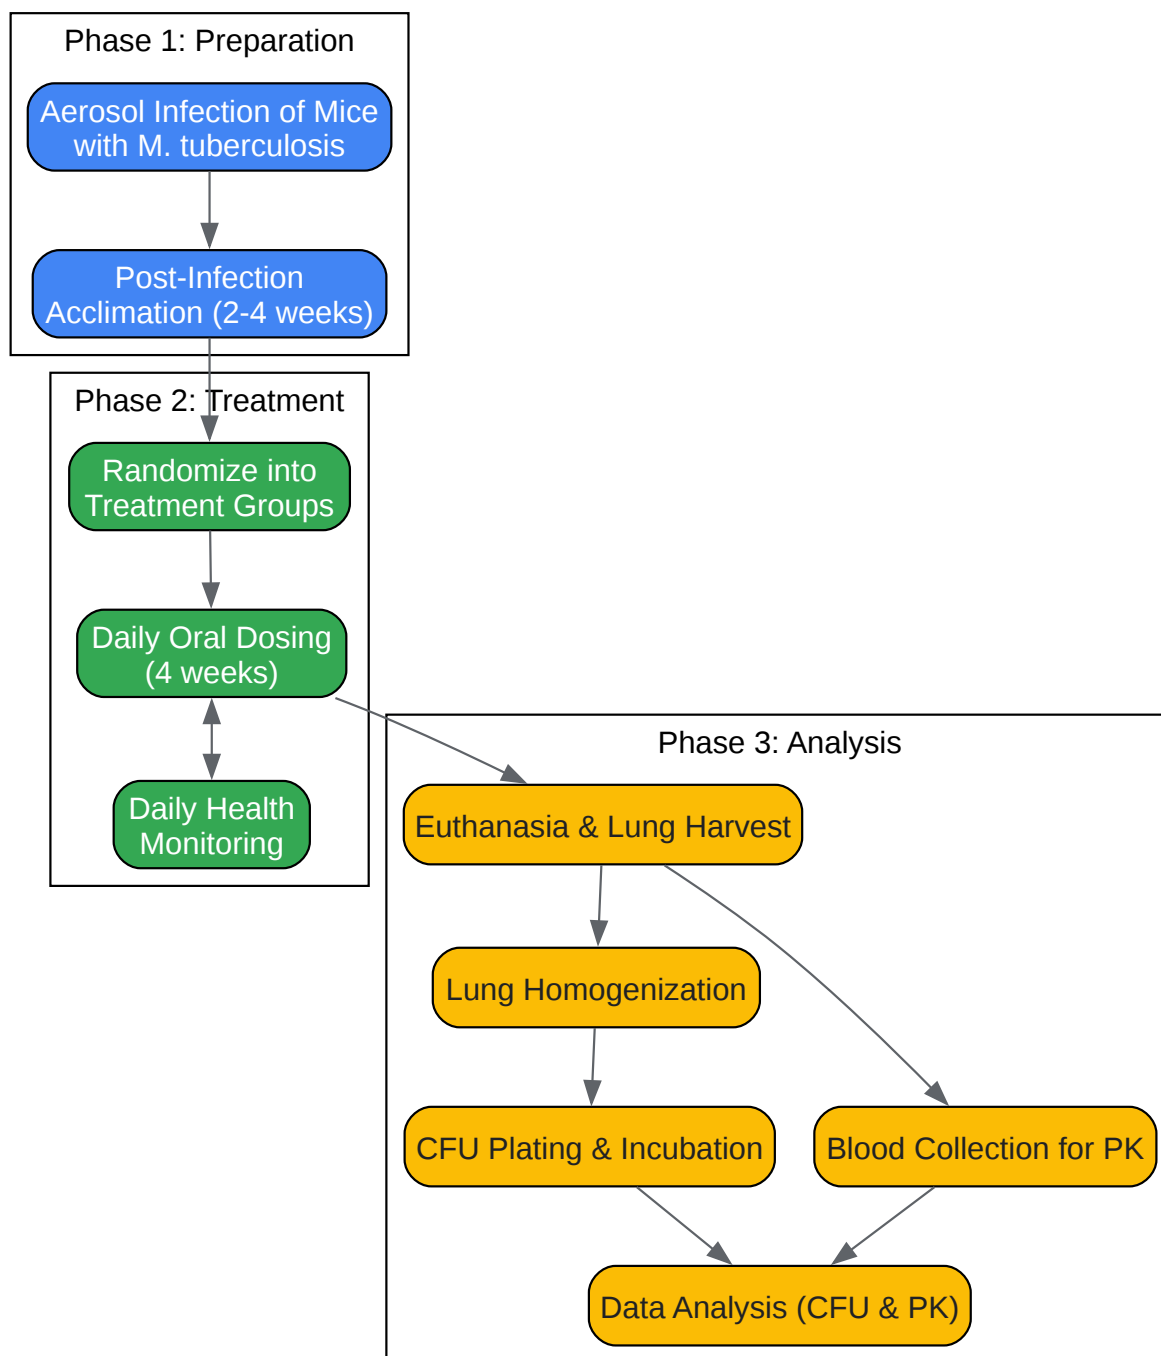 Phase 1: Preparation
Aerosol Infection of Mice
with M. tuberculosis
Post-Infection
Acclimation (2-4 weeks)
Phase 2: Treatment
Randomize into
Treatment Groups
Daily Oral Dosing
(4 weeks)
Daily Health
Monitoring
Phase 3: Analysis
Euthanasia & Lung Harvest
Lung Homogenization
CFU Plating & Incubation
Blood Collection for PK
Data Analysis (CFU & PK)